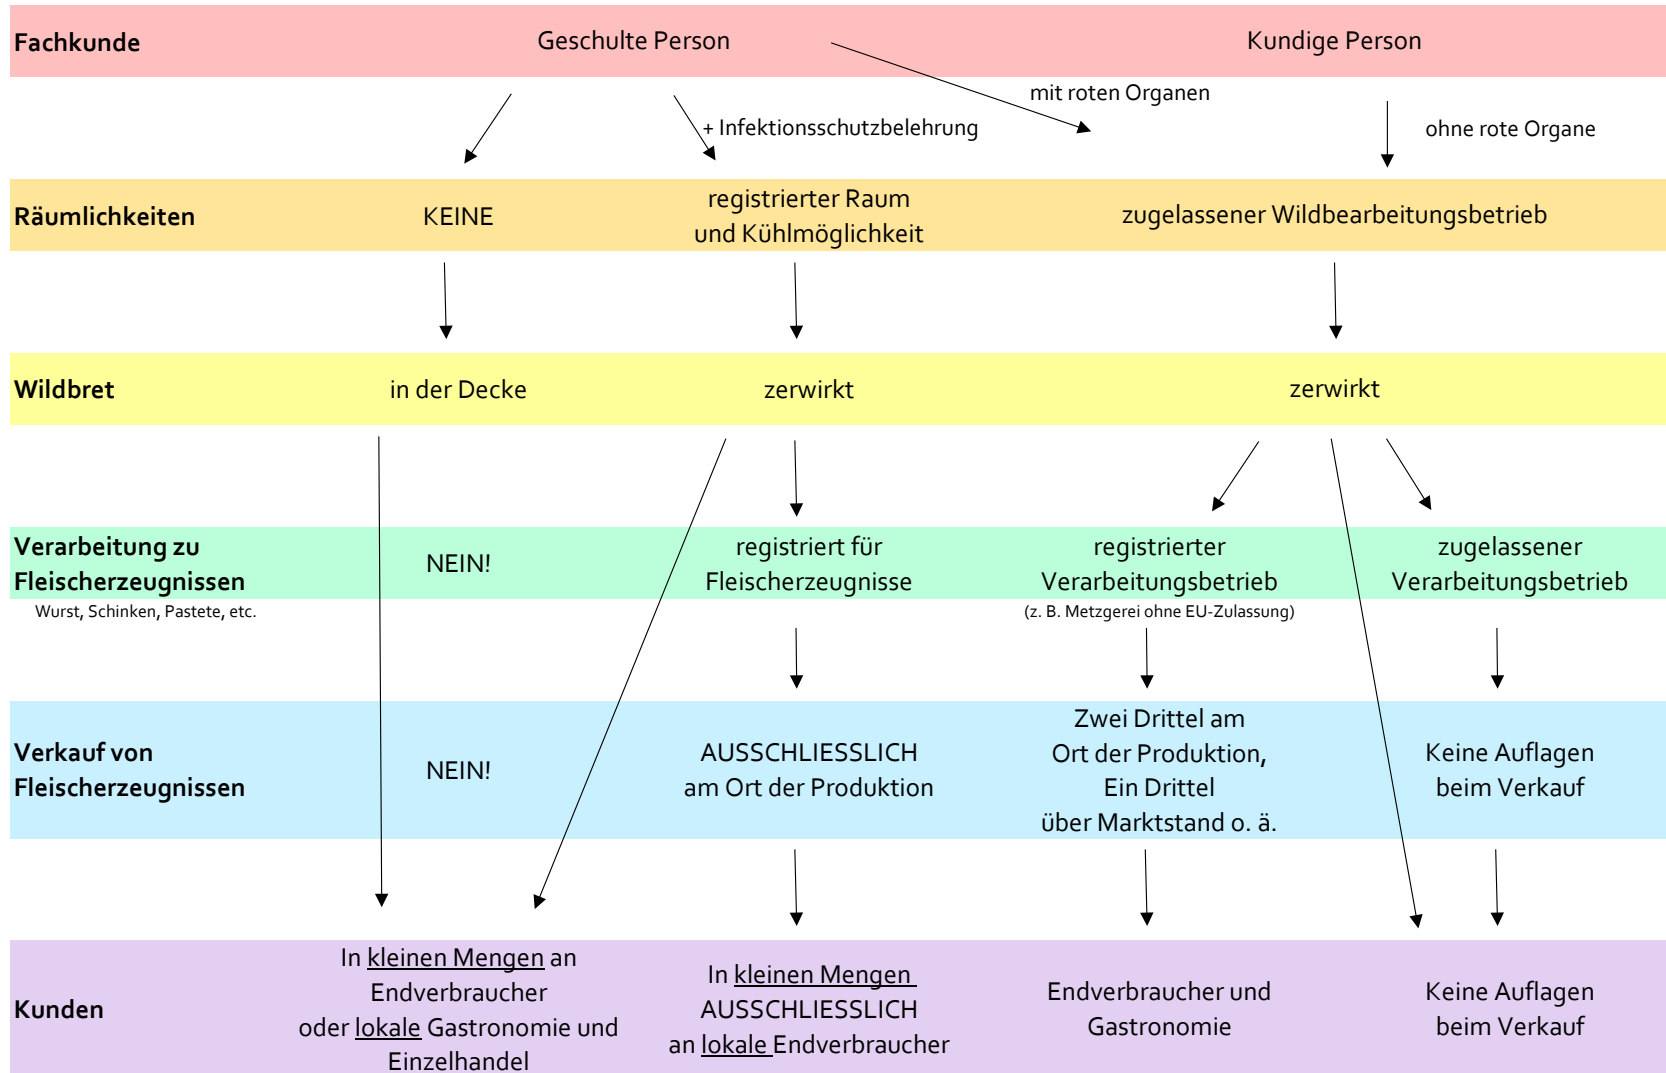 Fachkunde
Geschulte Person
Kundige Person
mit roten Organen
+ Infektionsschutzbelehrung
ohne rote Organe
Räumlichkeiten
KEINE
registrierter Raum
und Kühlmöglichkeit
zugelassener Wildbearbeitungsbetrieb
Wildbret
in der Decke
zerwirkt
zerwirkt
Verarbeitung zu
Fleischerzeugnissen
Wurst, Schinken, Pastete, etc.
NEIN!
registriert für
Fleischerzeugnisse
registrierter
Verarbeitungsbetrieb
(z. B. Metzgerei ohne EU-Zulassung)
zugelassener
Verarbeitungsbetrieb
Verkauf von
Fleischerzeugnissen
NEIN!
AUSSCHLIESSLICH
am Ort der Produktion
Zwei Drittel am
Ort der Produktion,
Ein Drittel
über Marktstand o. ä.
Keine Auflagen
beim Verkauf
Kunden
In kleinen Mengen an
Endverbraucher
oder lokale Gastronomie und
Einzelhandel
In kleinen Mengen
AUSSCHLIESSLICH
an lokale Endverbraucher
Endverbraucher und
Gastronomie
Keine Auflagen
beim Verkauf